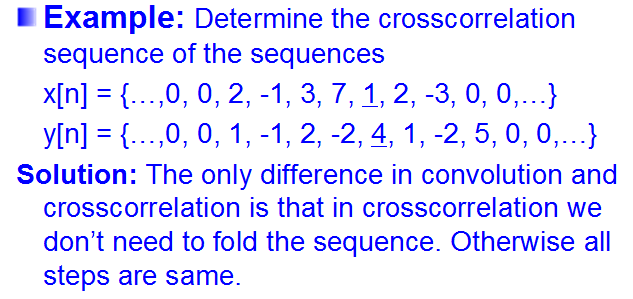 Example: Determine the crosscorrelation
sequence of the sequences
x[n] = {…,0, 0, 2, -1, 3, 7, 1, 2, -3, 0, 0,…}
y[n] = {…,0, 0, 1, -1, 2, -2, 4, 1, -2, 5, 0, 0,…}
Solution: The only difference in convolution and
crosscorrelation is that in crosscorrelation we
don’t need to fold the sequence. Otherwise all
steps are same.